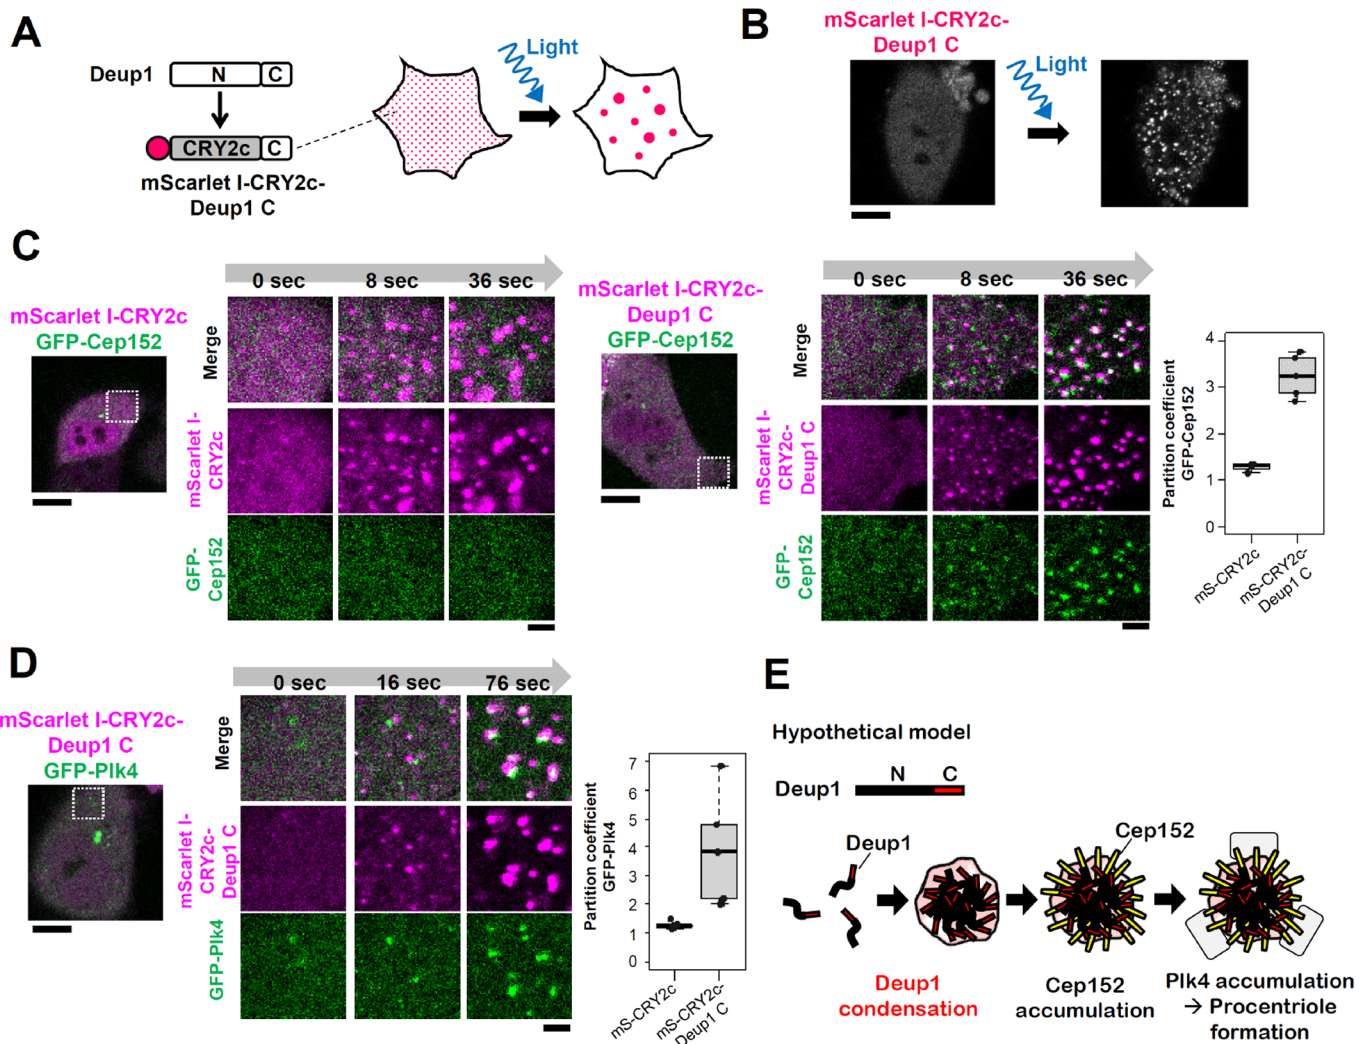 A
Deup1
N
C
CRY2c
C
mScarlet I-CRY2c-
Deup1 C
Light
B
mScarlet I-CRY2c-
Deup1 C
Light
C
mScarlet I-CRY2c
GFP-Cep152
0 sec
8 sec
36 sec
Merge
mScarlet I-
CRY2c
GFP-
Cep152
mScarlet I-CRY2c-
Deup1 C
GFP-Cep152
0 sec
8 sec
36 sec
Merge
mScarlet I-
CRY2c-
Deup1 C
GFP-
Cep152
Partition coefficient
GFP-Cep152
4
3
2
1
0
mS-CRY2c
mS-CRY2c-
Deup1 C
D
mScarlet I-CRY2c-
Deup1 C
GFP-Plk4
0 sec
16 sec
76 sec
Merge
mScarlet I-
CRY2c-
Deup1 C
GFP-Plk4
Partition coefficient
GFP-Plk4
7
6
5
4
3
2
1
0
mS-CRY2c
mS-CRY2c-
Deup1 C
E
Hypothetical model
N
C
Deup1
Deup1
Cep152
Deup1
condensation
Cep152
accumulation
Plk4 accumulation
→ Procentriole
formation